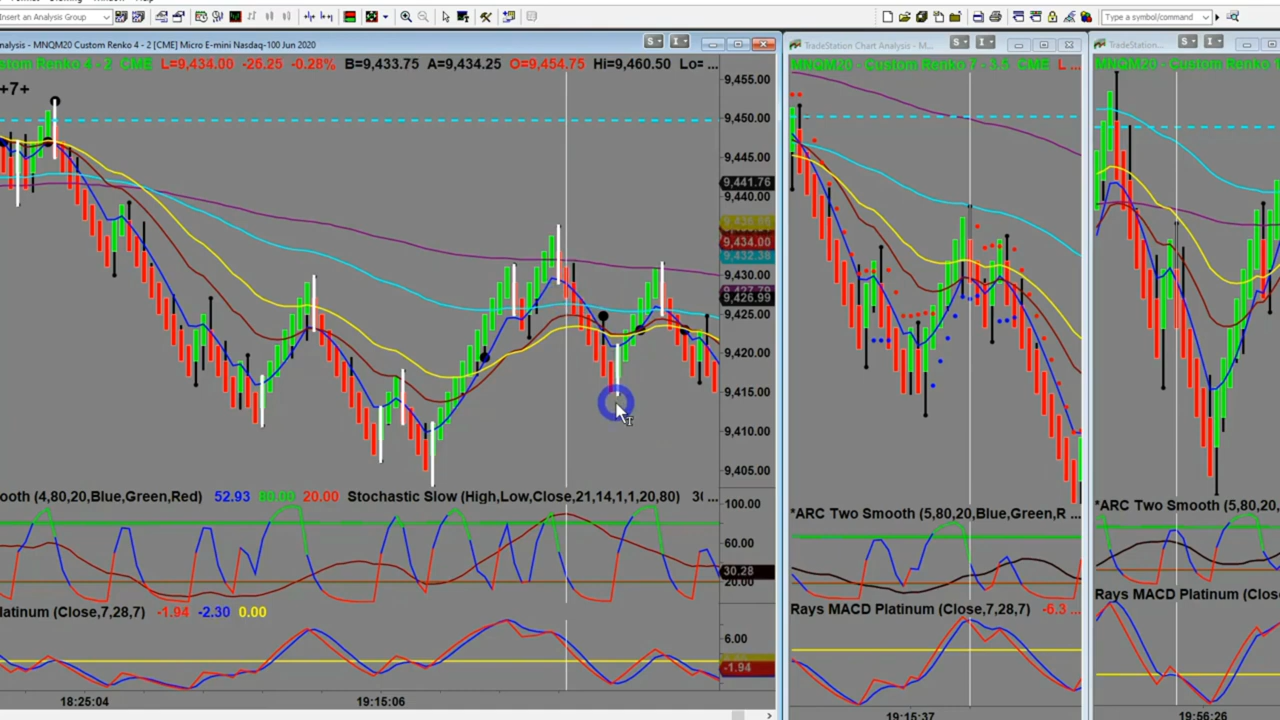 Insert an Analysis Group
Type a symbol/command
nalysis - MNQM20 Custom Renko 4 - 2 [CME] Micro E-mini Nasdaq-100 Jun 2020
S
I
ustom Renko 4 - 2 CME L=9,434.00 -26.25 -0.28% B=9,433.75 A=9,434.25 O=9,454.75 Hi=9,460.50 Lo= ...
+7+
9,455.00
9,450.00
9,445.00
9,441.76
9,440.00
9,434.00
9,432.38
9,430.00
9,426.99
9,425.00
9,420.00
9,415.00
9,410.00
9,405.00
ooth (4,80,20,Blue,Green,Red) 52.93 80.00 20.00 Stochastic Slow (High,Low,Close,21,14,1,1,20,80) 3( ...
100.00
60.00
30.28
20.00
latinum (Close,7,28,7) -1.94 -2.30 0.00
6.00
-1.94
18:25:04
19:15:06
TradeStation Chart Analysis - M...
S
I
MNQM20 - Custom Renko 7 - 3.5 CME L ...
*ARC Two Smooth (5,80,20,Blue,Green,R ...
Rays MACD Platinum (Close,7,28,7) -6.3 ...
19:15:37
TradeStation...
S
I
MNQM20 - Custom Renko
*ARC Two Smooth (5,80,20,
Rays MACD Platinum (Close
19:56:26